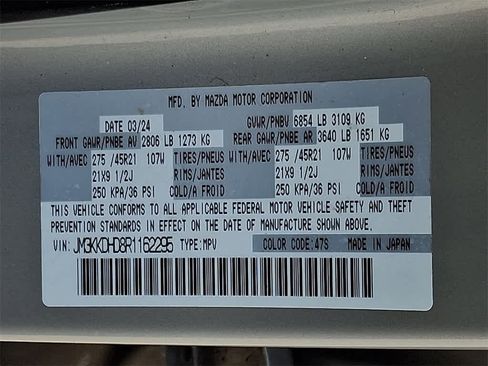 MFD. BY MAZDA MOTOR CORPORATION
DATE 03/24 GVWR/PNBV 6854 LB 3109 KG
FRONT GAWR/PNBE AV 2806 LB 1273 KG REAR GAWR/PNBE AR 3640 LB 1651 KG
WITH/AVEC 275 /45R21 107W TIRES/PNEUS WITH/AVEC 275 /45R21 107W TIRES/PNEUS
21X9 1/2J RIMS/JANTES 21X9 1/2J RIMS/JANTES
250 KPA/36 PSI COLD/A FROID 250 KPA/36 PSI COLD/A FROID
THIS VEHICLE CONFORMS TO ALL APPLICABLE FEDERAL MOTOR VEHICLE SAFETY AND THEFT
PREVENTION STANDARDS IN EFFECT ON THE DATE OF MANUFACTURE SHOWN ABOVE.
VIN: JM3KKDHD8R1162295 TYPE:MPV COLOR CODE:47S MADE IN JAPAN